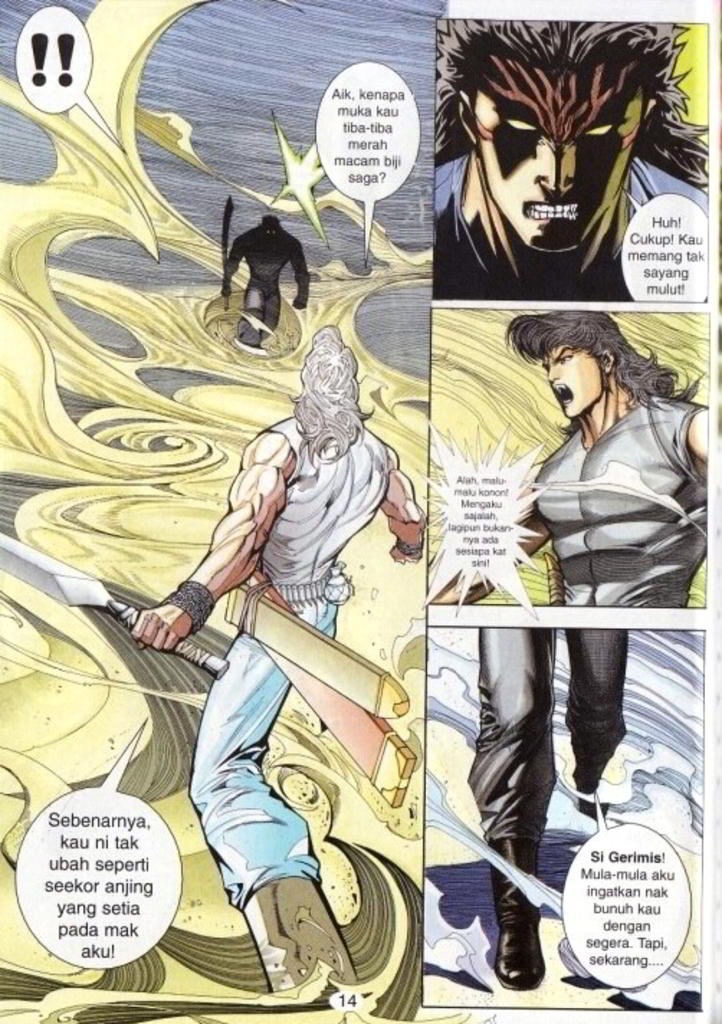 !!
Aik, kenapa
muka kau
tiba-tiba
merah
macam biji
saga?
Sebenarnya,
kau ni tak
ubah seperti
seekor anjing
yang setia
pada mak
aku!
Huh!
Cukup! Kau
memang tak
sayang
mulut!
Alah, malu-
malu konon!
Mengaku
sajalah,
lagipun bukan-
nya ada
sesiapa kat
sini!
Si Gerimis!
Mula-mula aku
ingatkan nak
bunuh kau
dengan
segera. Tapi,
sekarang....
14